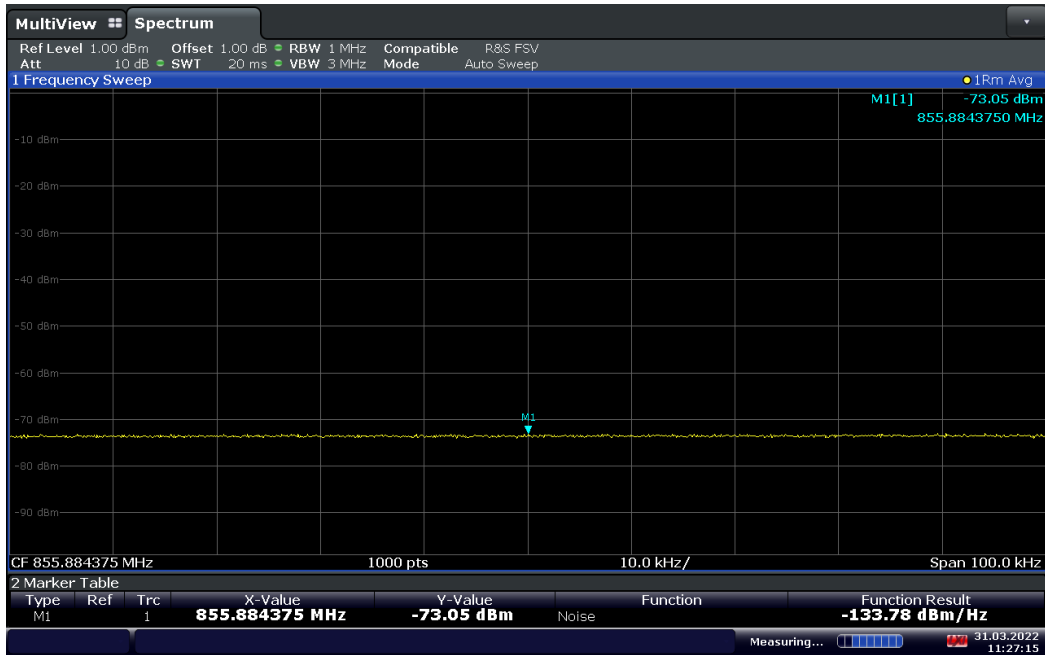 MultiView Spectrum
Ref Level 1.00 dBm Offset 1.00 dB RBW 1 MHz Compatible R&S FSV
Att 10 dB SWT 20 ms VBW 3 MHz Mode Auto Sweep
1 Frequency Sweep 1Rm Avg
M1[1] -73.05 dBm
855.8843750 MHz
-10 dBm
-20 dBm
-30 dBm
-40 dBm
-50 dBm
-60 dBm
-70 dBm
M1
-80 dBm
-90 dBm
CF 855.884375 MHz 1000 pts 10.0 kHz/ Span 100.0 kHz
2 Marker Table
Type Ref Trc X-Value Y-Value Function Function Result
M1 1 855.884375 MHz -73.05 dBm Noise -133.78 dBm/Hz
Measuring... 31.03.2022
11:27:15